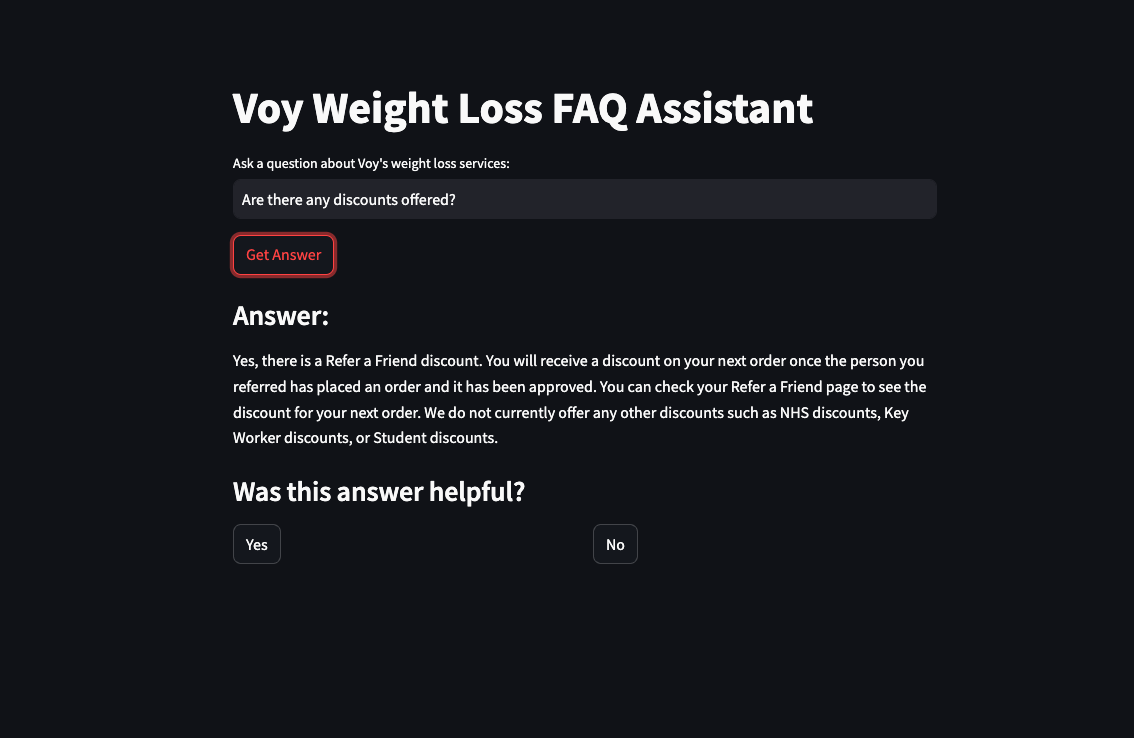 Voy Weight Loss FAQ Assistant
Ask a question about Voy's weight loss services:
Are there any discounts offered?
Get Answer
Answer:
Yes, there is a Refer a Friend discount. You will receive a discount on your next order once the person you
referred has placed an order and it has been approved. You can check your Refer a Friend page to see the
discount for your next order. We do not currently offer any other discounts such as NHS discounts, Key
Worker discounts, or Student discounts.
Was this answer helpful?
Yes
No